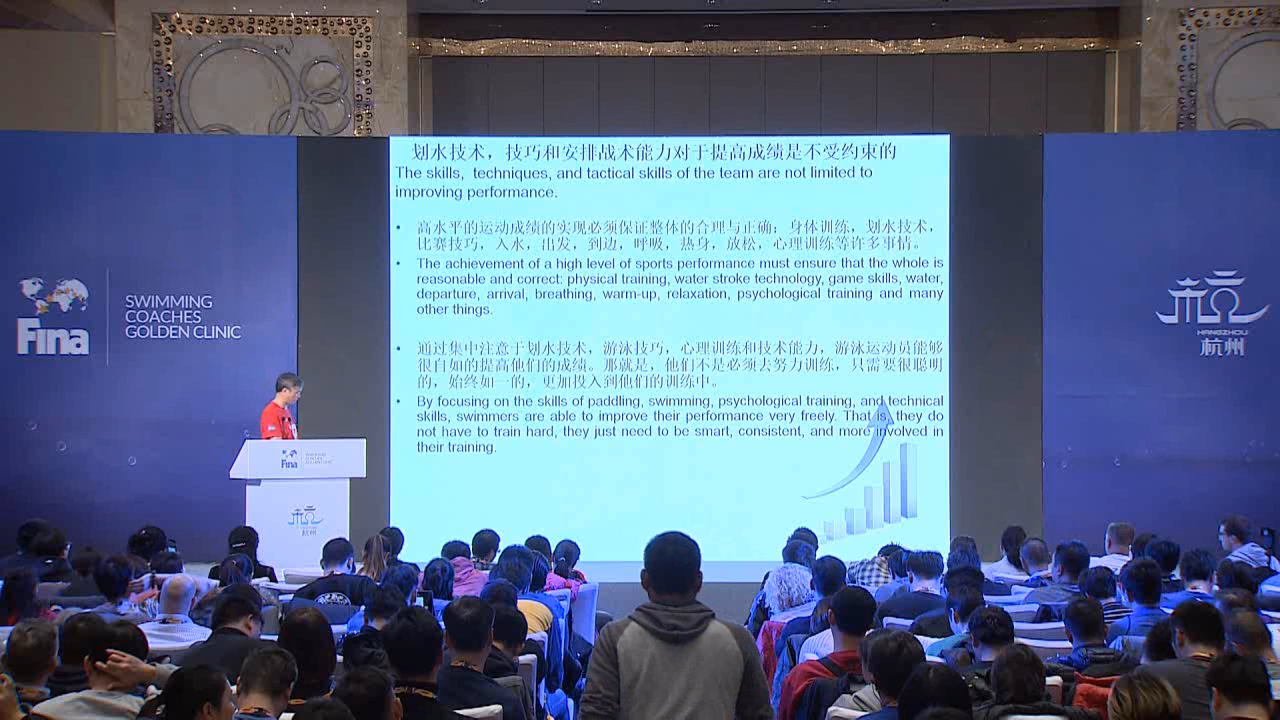 划水技术，技巧和安排战术能力对于提高成绩是不受约束的
The skills, techniques, and tactical skills of the team are not limited to
improving performance.
• 高水平的运动成绩的实现必须保证整体的合理与正确：身体训练，划水技术，
比赛技巧，入水，出发，到边，呼吸，热身，放松，心理训练等许多事情。
• The achievement of a high level of sports performance must ensure that the whole is
reasonable and correct: physical training, water stroke technology, game skills, water,
departure, arrival, breathing, warm-up, relaxation, psychological training and many
other things.
• 通过集中注意于划水技术，游泳技巧，心理训练和技术能力，游泳运动员能够
很自如的提高他们的成绩。那就是，他们不是必须去努力训练，只需要很聪明
的，始终如一的，更加投入到他们的训练中。
• By focusing on the skills of paddling, swimming, psychological training, and technical
skills, swimmers are able to improve their performance very freely. That is, they do
not have to train hard, they just need to be smart, consistent, and more involved in
their training.
Fina
SWIMMING
COACHES
GOLDEN CLINIC
HANGZHOU
杭州
Fina
SWIMMING
COACHES
GOLDEN CLINIC
杭州